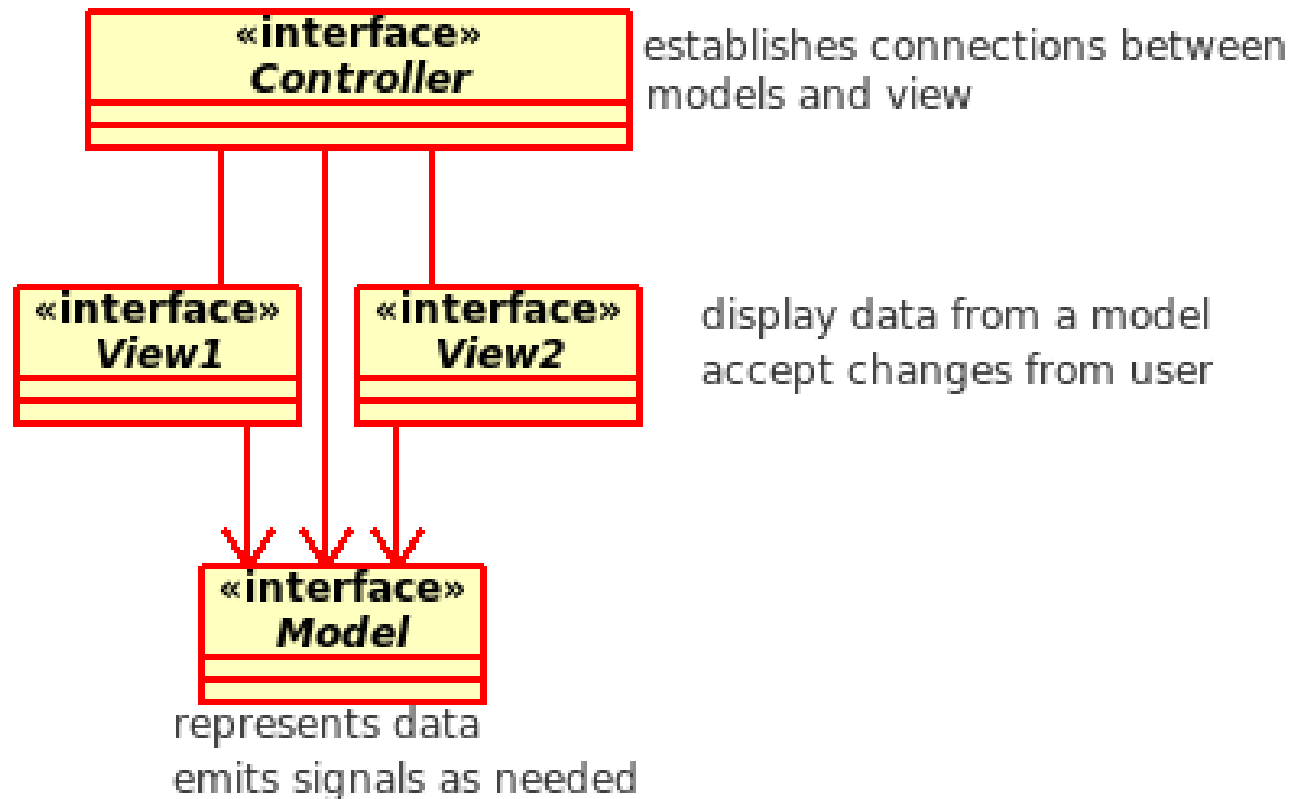 «interface»
Controller
establishes connections between
models and view
«interface»
View1
«interface»
View2
display data from a model
accept changes from user
«interface»
Model
represents data
emits signals as needed